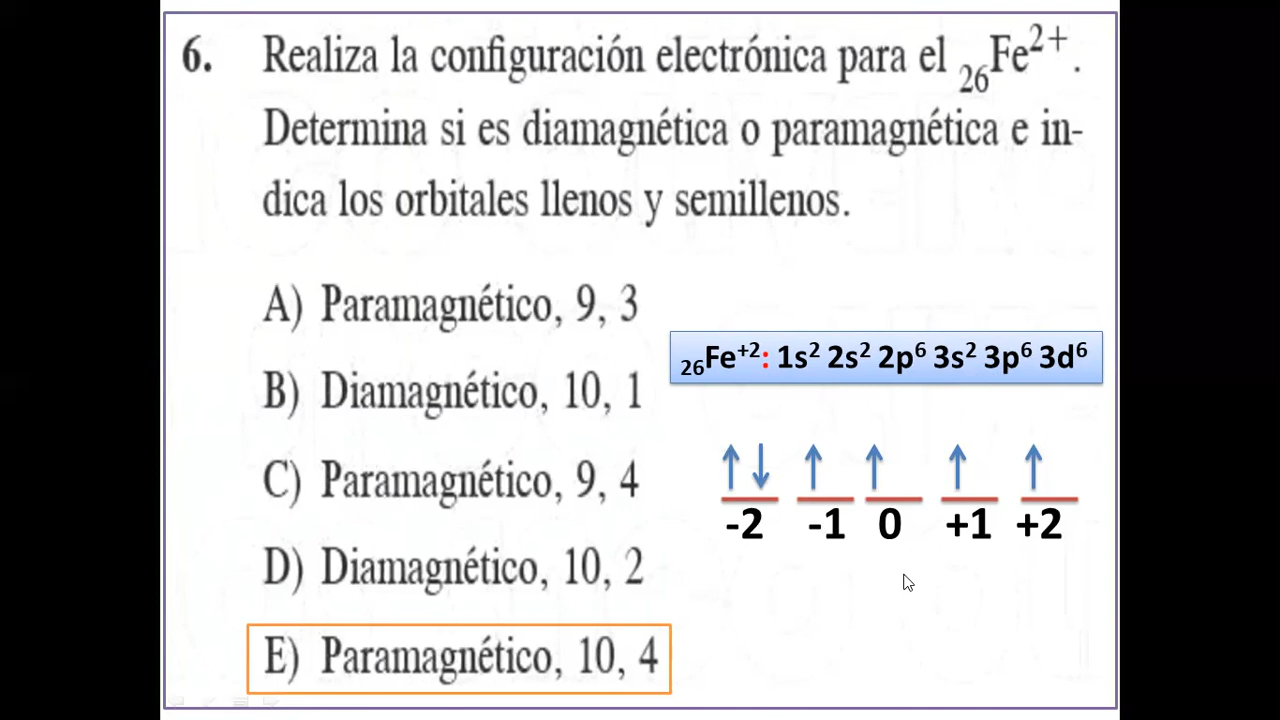 6. Realiza la configuración electrónica para el ₂₆Fe²⁺.
Determina si es diamagnética o paramagnética e in-
dica los orbitales llenos y semillenos.
A) Paramagnético, 9, 3
B) Diamagnético, 10, 1
C) Paramagnético, 9, 4
D) Diamagnético, 10, 2
E) Paramagnético, 10, 4
₂₆Fe⁺²: 1s² 2s² 2p⁶ 3s² 3p⁶ 3d⁶
-2 -1 0 +1 +2